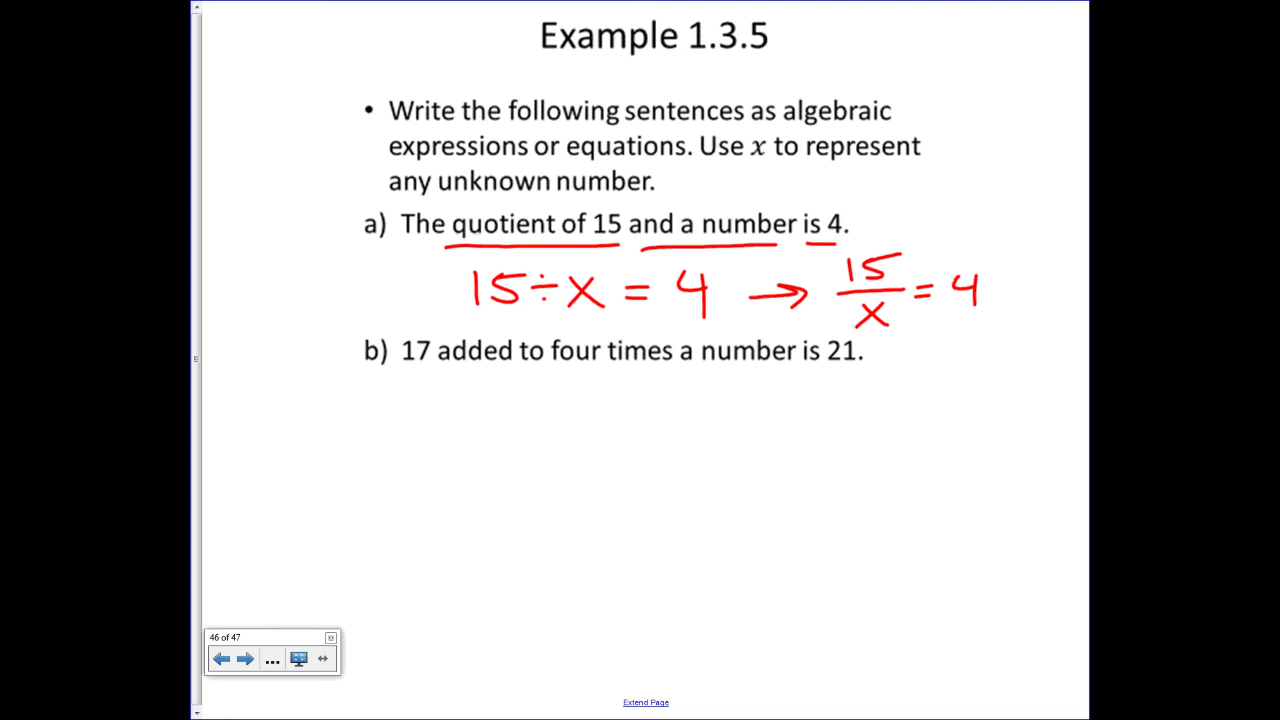 Example 1.3.5
• Write the following sentences as algebraic
expressions or equations. Use x to represent
any unknown number.
a) The quotient of 15 and a number is 4.
15 ÷ x = 4 → 15/x = 4
b) 17 added to four times a number is 21.
46 of 47
...
Extend Page